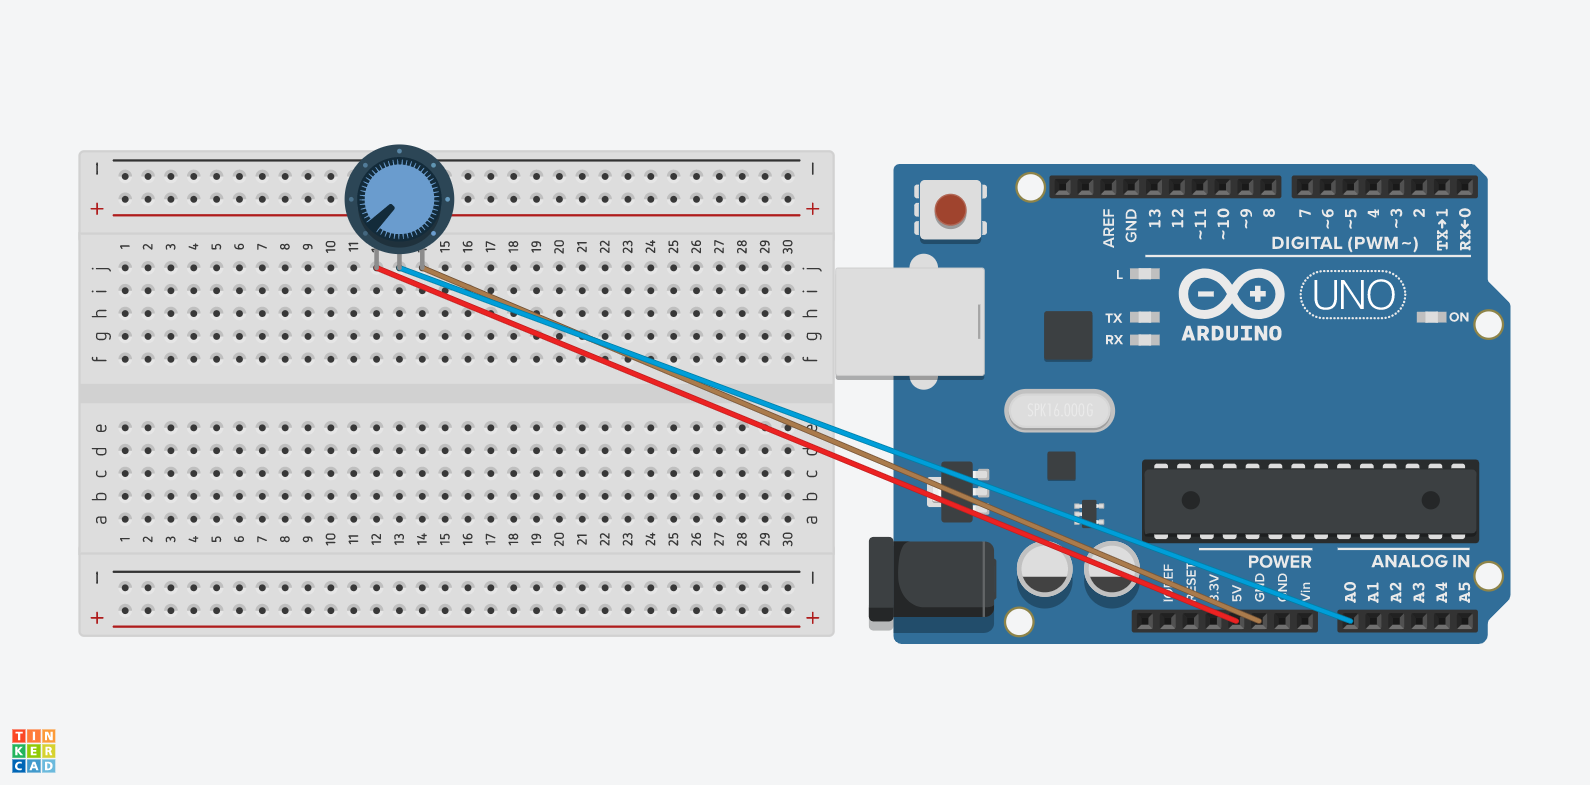 − −
+ +
1 2 3 4 5 6 7 8 9 10 11 13 14 15 16 17 18 19 20 21 22 23 24 25 26 27 28 29 30
j j
i i
h h
g g
f f
e e
d d
c c
b b
a a
1 2 3 4 5 6 7 8 9 10 11 12 13 14 15 16 17 18 19 20 21 22 23 24 25 26 27 28 29 30
− −
+ +
AREF GND 13 12 ~11 ~10 ~9 8 7 ~6 ~5 4 ~3 2 TX→1 RX←0
DIGITAL (PWM~)
L
TX
RX
UNO
ARDUINO
ON
SPK16.000G
POWER
ANALOG IN
IOREF RESET 3.3V 5V GND GND Vin A0 A1 A2 A3 A4 A5
TIN
KER
CAD